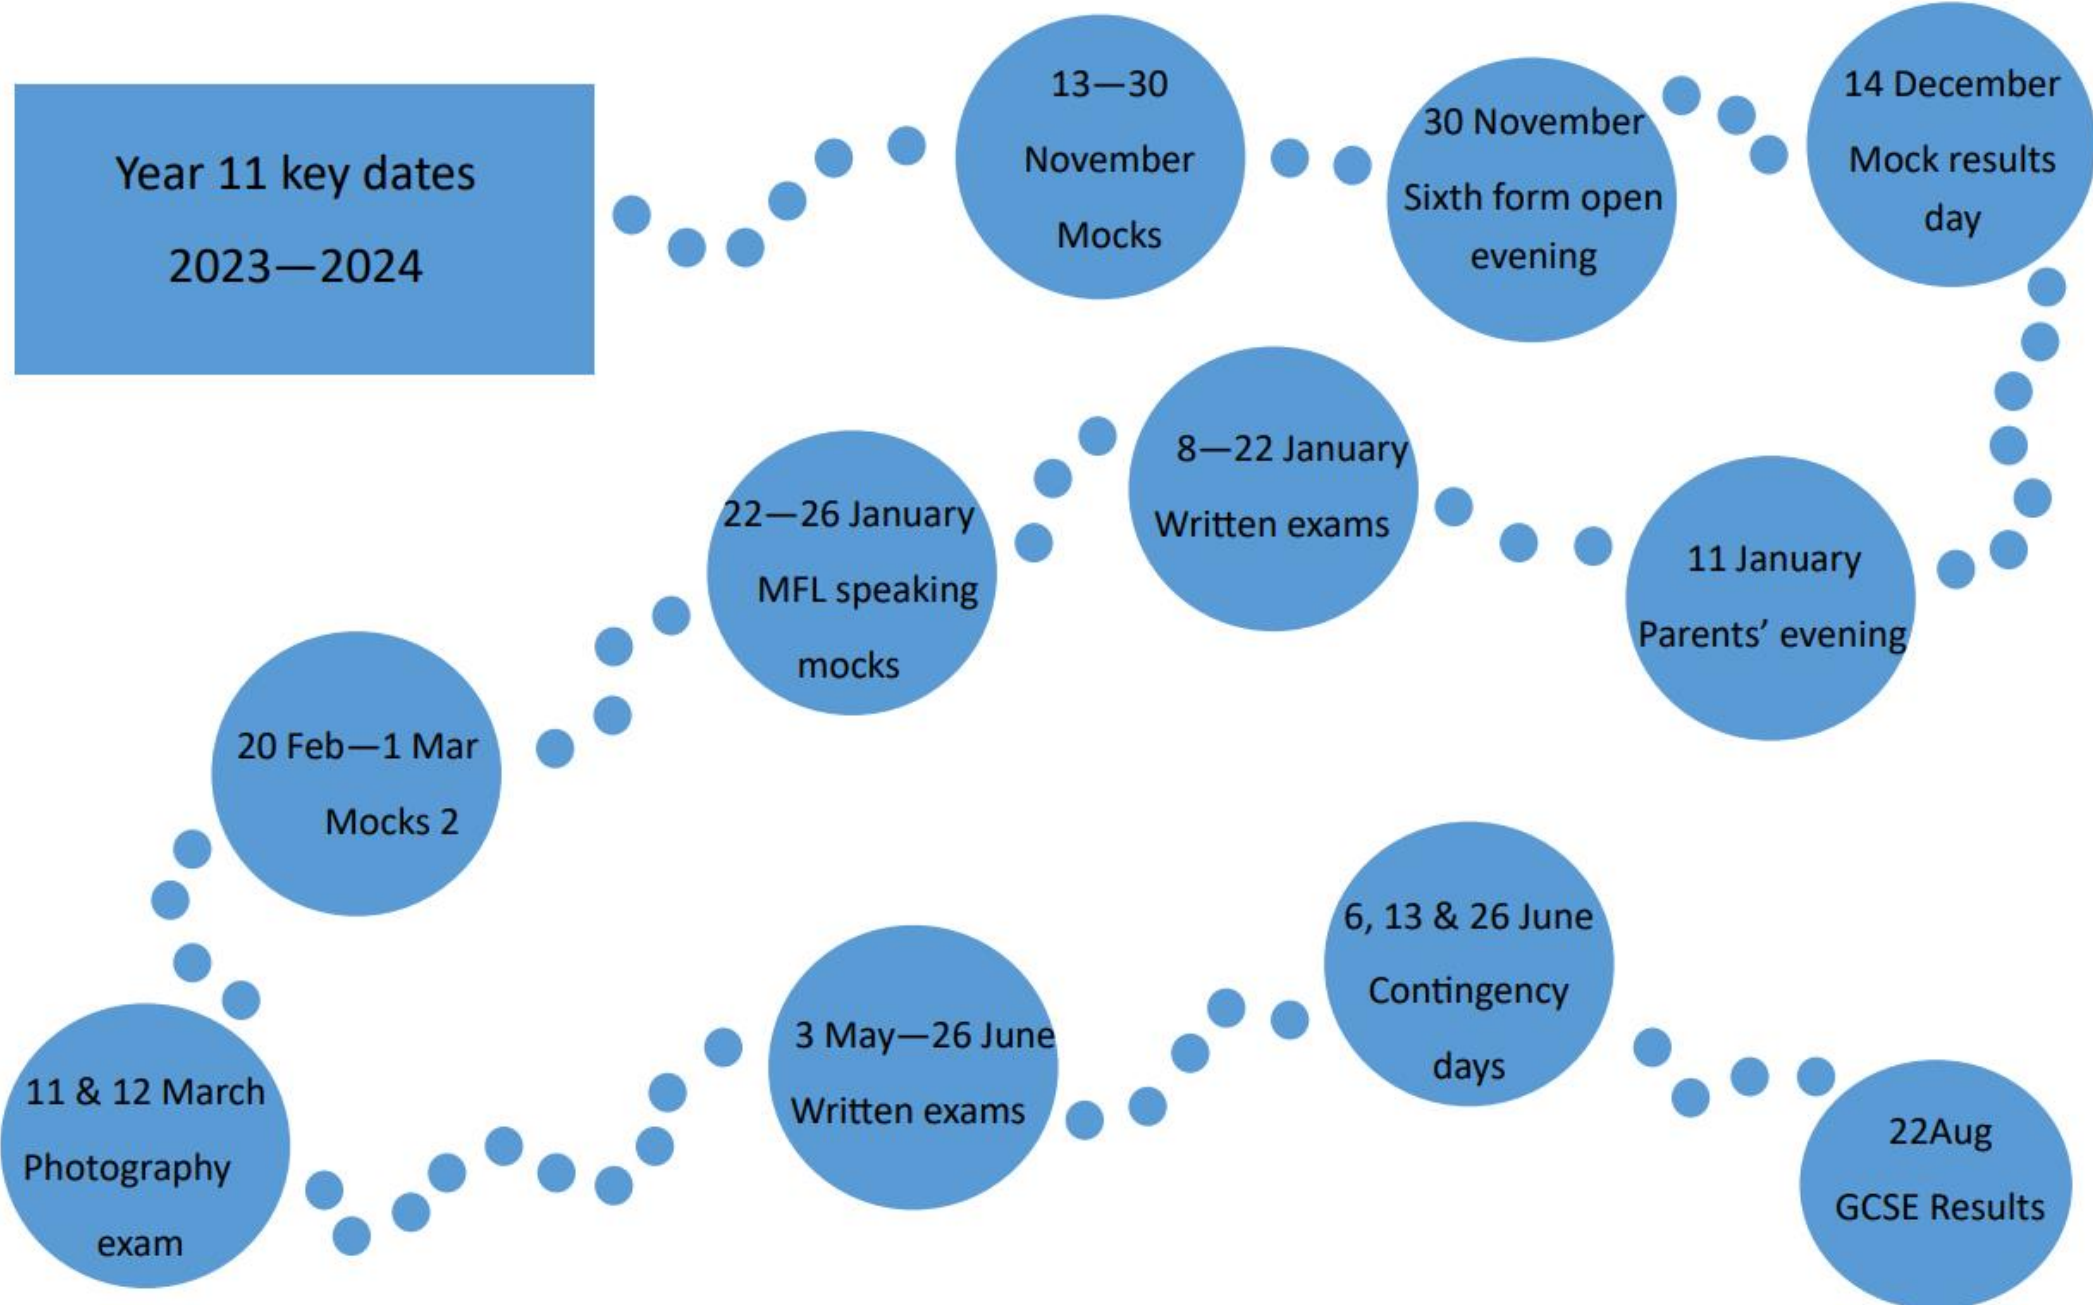 Year 11 key dates
2023—2024
13—30
November
Mocks
30 November
Sixth form open
evening
14 December
Mock results
day
11 January
Parents’ evening
8—22 January
Written exams
22—26 January
MFL speaking
mocks
20 Feb—1 Mar
Mocks 2
11 & 12 March
Photography
exam
3 May—26 June
Written exams
6, 13 & 26 June
Contingency
days
22Aug
GCSE Results